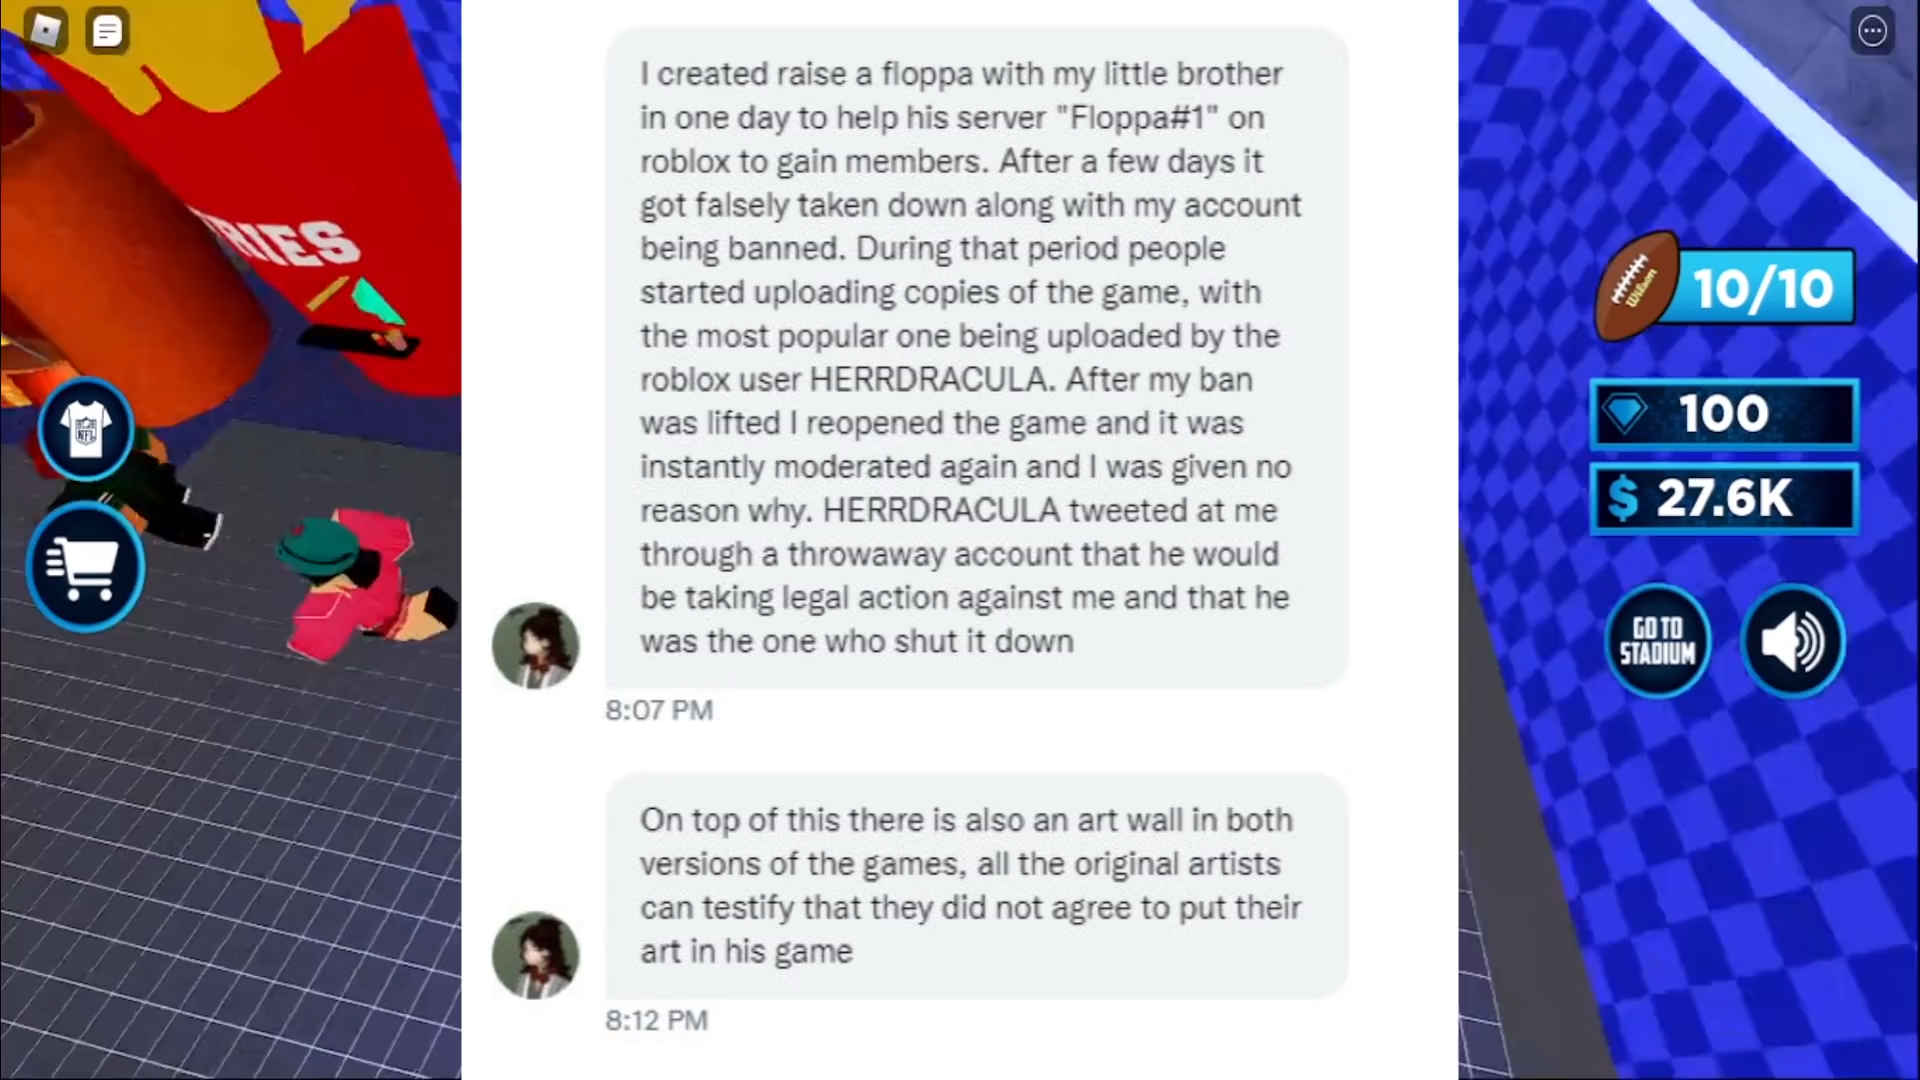 I created raise a floppa with my little brother
in one day to help his server "Floppa#1" on
roblox to gain members. After a few days it
got falsely taken down along with my account
being banned. During that period people
started uploading copies of the game, with
the most popular one being uploaded by the
roblox user HERRDRACULA. After my ban
was lifted I reopened the game and it was
instantly moderated again and I was given no
reason why. HERRDRACULA tweeted at me
through a throwaway account that he would
be taking legal action against me and that he
was the one who shut it down
8:07 PM
On top of this there is also an art wall in both
versions of the games, all the original artists
can testify that they did not agree to put their
art in his game
8:12 PM
RIES
NFL
Wilson
10/10
100
$ 27.6K
GO TO
STADIUM